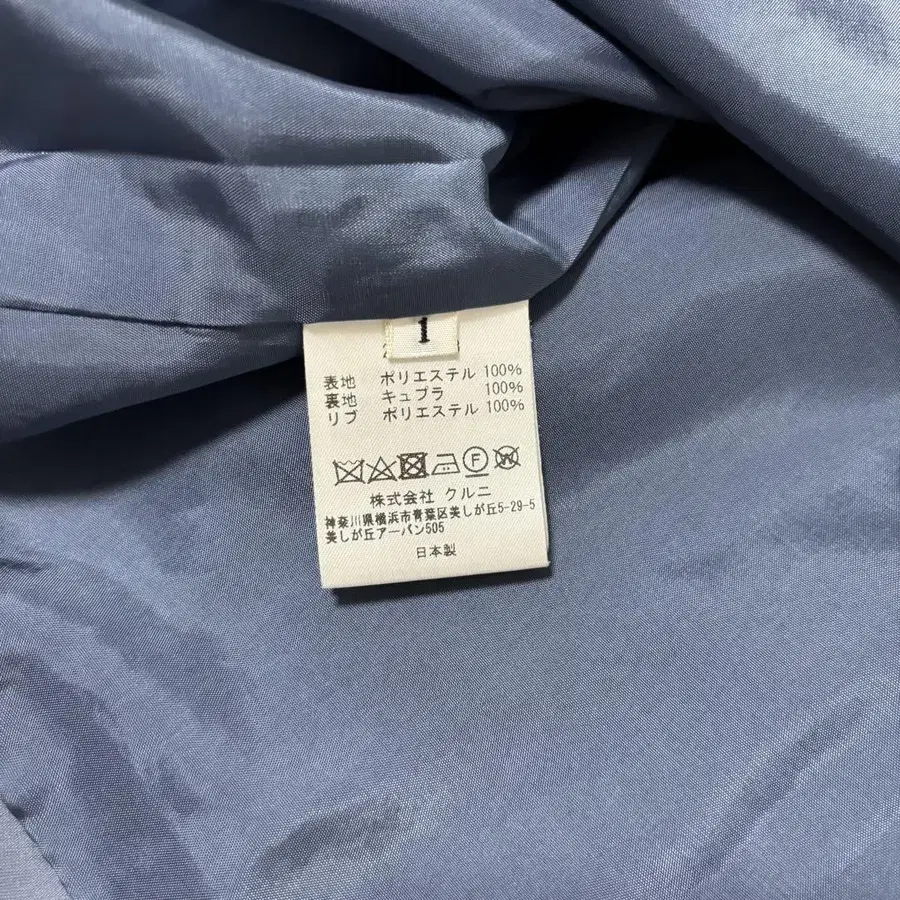 1
表地 ポリエステル 100%
裏地 キュプラ 100%
リブ ポリエステル 100%
F W
株式会社 クルニ
神奈川県横浜市青葉区美しが丘5-29-5
美しが丘アーバン505
日本製